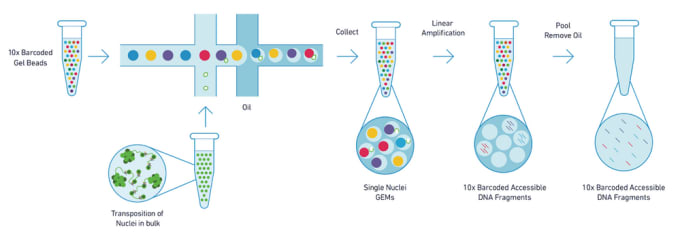 10x Barcoded
Gel Beads
Oil
Transposition of
Nuclei in bulk
Collect
Single Nuclei
GEMs
Linear
Amplification
10x Barcoded Accessible
DNA Fragments
Pool
Remove Oil
10x Barcoded Accessible
DNA Fragments